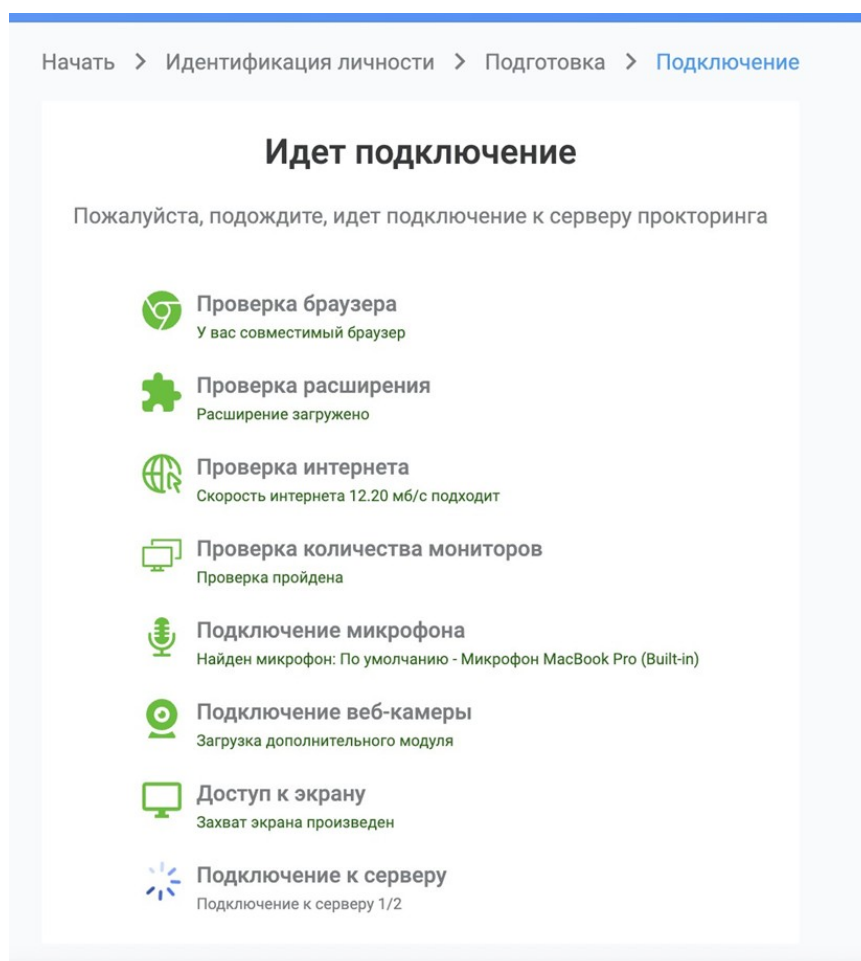 Начать > Идентификация личности > Подготовка > Подключение
Идет подключение
Пожалуйста, подождите, идет подключение к серверу прокторинга
Проверка браузера
У вас совместимый браузер
Проверка расширения
Расширение загружено
Проверка интернета
Скорость интернета 12.20 мб/с подходит
Проверка количества мониторов
Проверка пройдена
Подключение микрофона
Найден микрофон: По умолчанию - Микрофон MacBook Pro (Built-in)
Подключение веб-камеры
Загрузка дополнительного модуля
Доступ к экрану
Захват экрана произведен
Подключение к серверу
Подключение к серверу 1/2